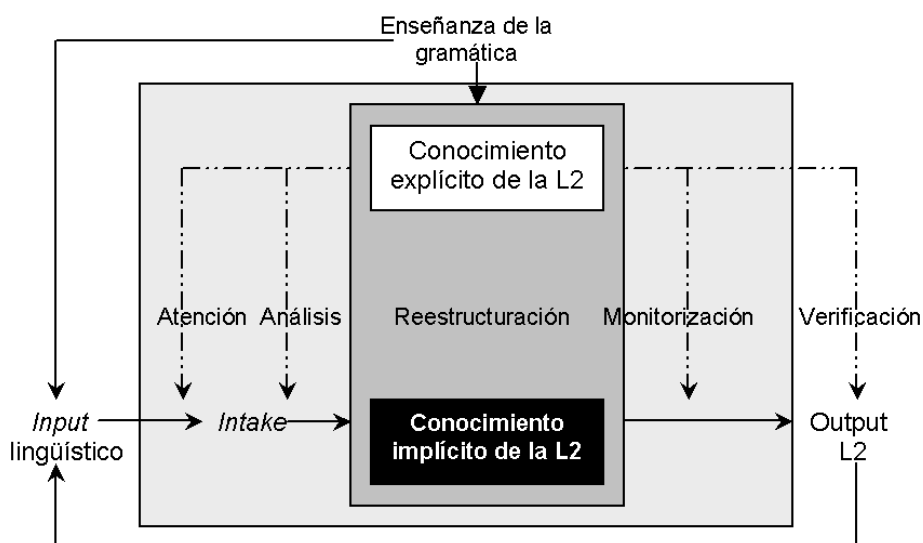 Enseñanza de la
gramática
Conocimiento
explícito de la L2
Atención
Análisis
Reestructuración
Monitorización
Verificación
Input
lingüístico
Intake
Conocimiento
implícito de la L2
Output
L2